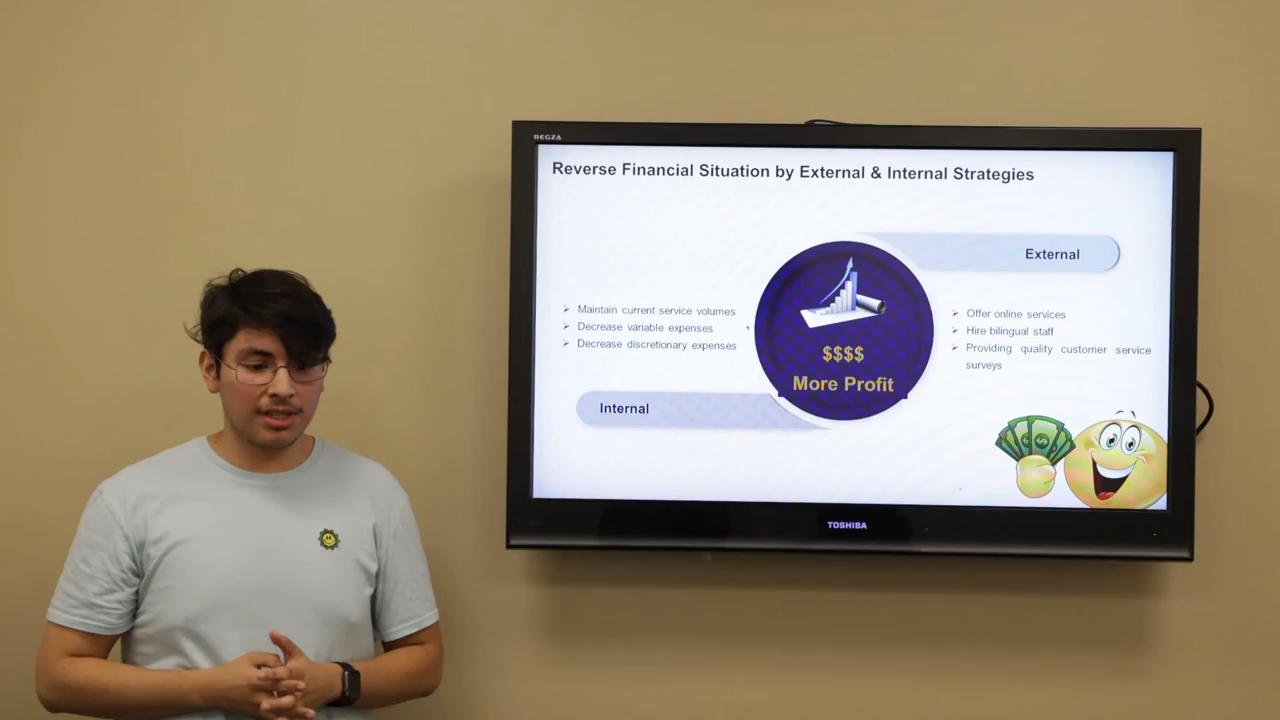 REGZA
Reverse Financial Situation by External & Internal Strategies
External
➢ Maintain current service volumes
➢ Decrease variable expenses
➢ Decrease discretionary expenses
$$$$
More Profit
➢ Offer online services
➢ Hire bilingual staff
➢ Providing quality customer service
surveys
Internal
TOSHIBA